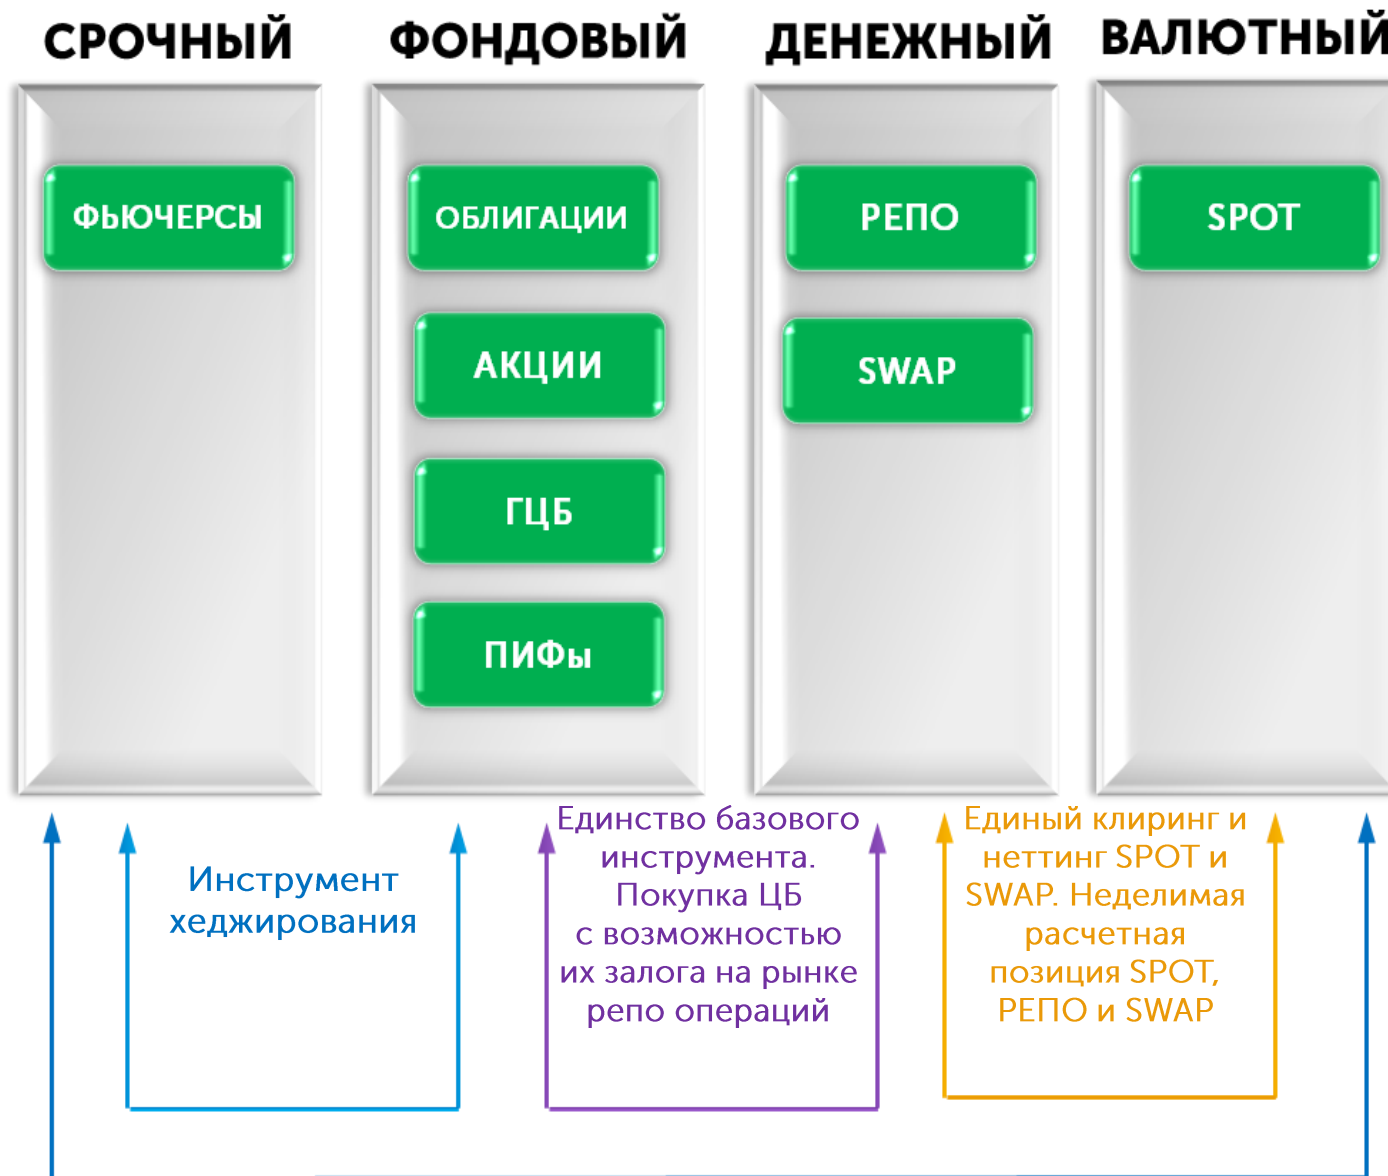 СРОЧНЫЙ
ФОНДОВЫЙ
ДЕНЕЖНЫЙ
ВАЛЮТНЫЙ
ФЬЮЧЕРСЫ
ОБЛИГАЦИИ
РЕПО
SPOT
АКЦИИ
SWAP
ГЦБ
ПИФы
Инструмент
хеджирования
Единство базового
инструмента.
Покупка ЦБ
с возможностью
их залога на рынке
репо операций
Единый клиринг и
неттинг SPOT и
SWAP. Неделимая
расчетная
позиция SPOT,
РЕПО и SWAP